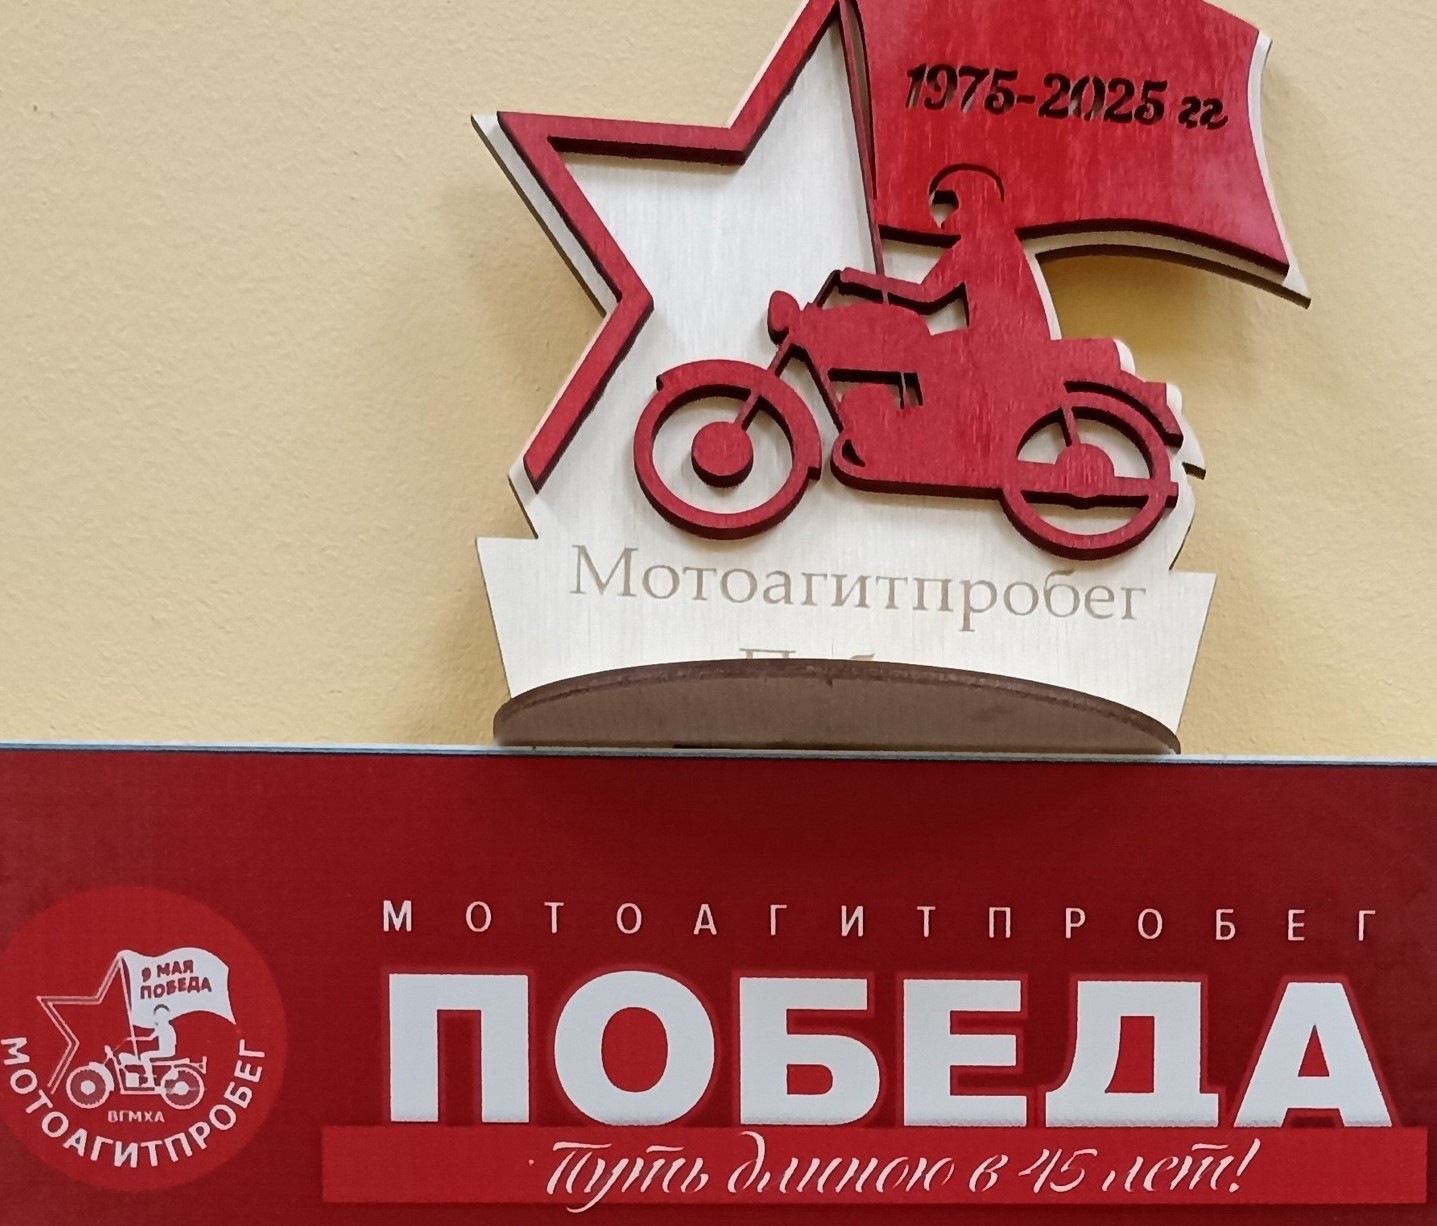 1975-2025 гг
Мотоагитпробег
МОТОАГИТПРОБЕГ
ПОБЕДА
Путь длиною в 45 лет!
9 МАЯ
ПОБЕДА
ВГМХА
МОТОАГИТПРОБЕГ